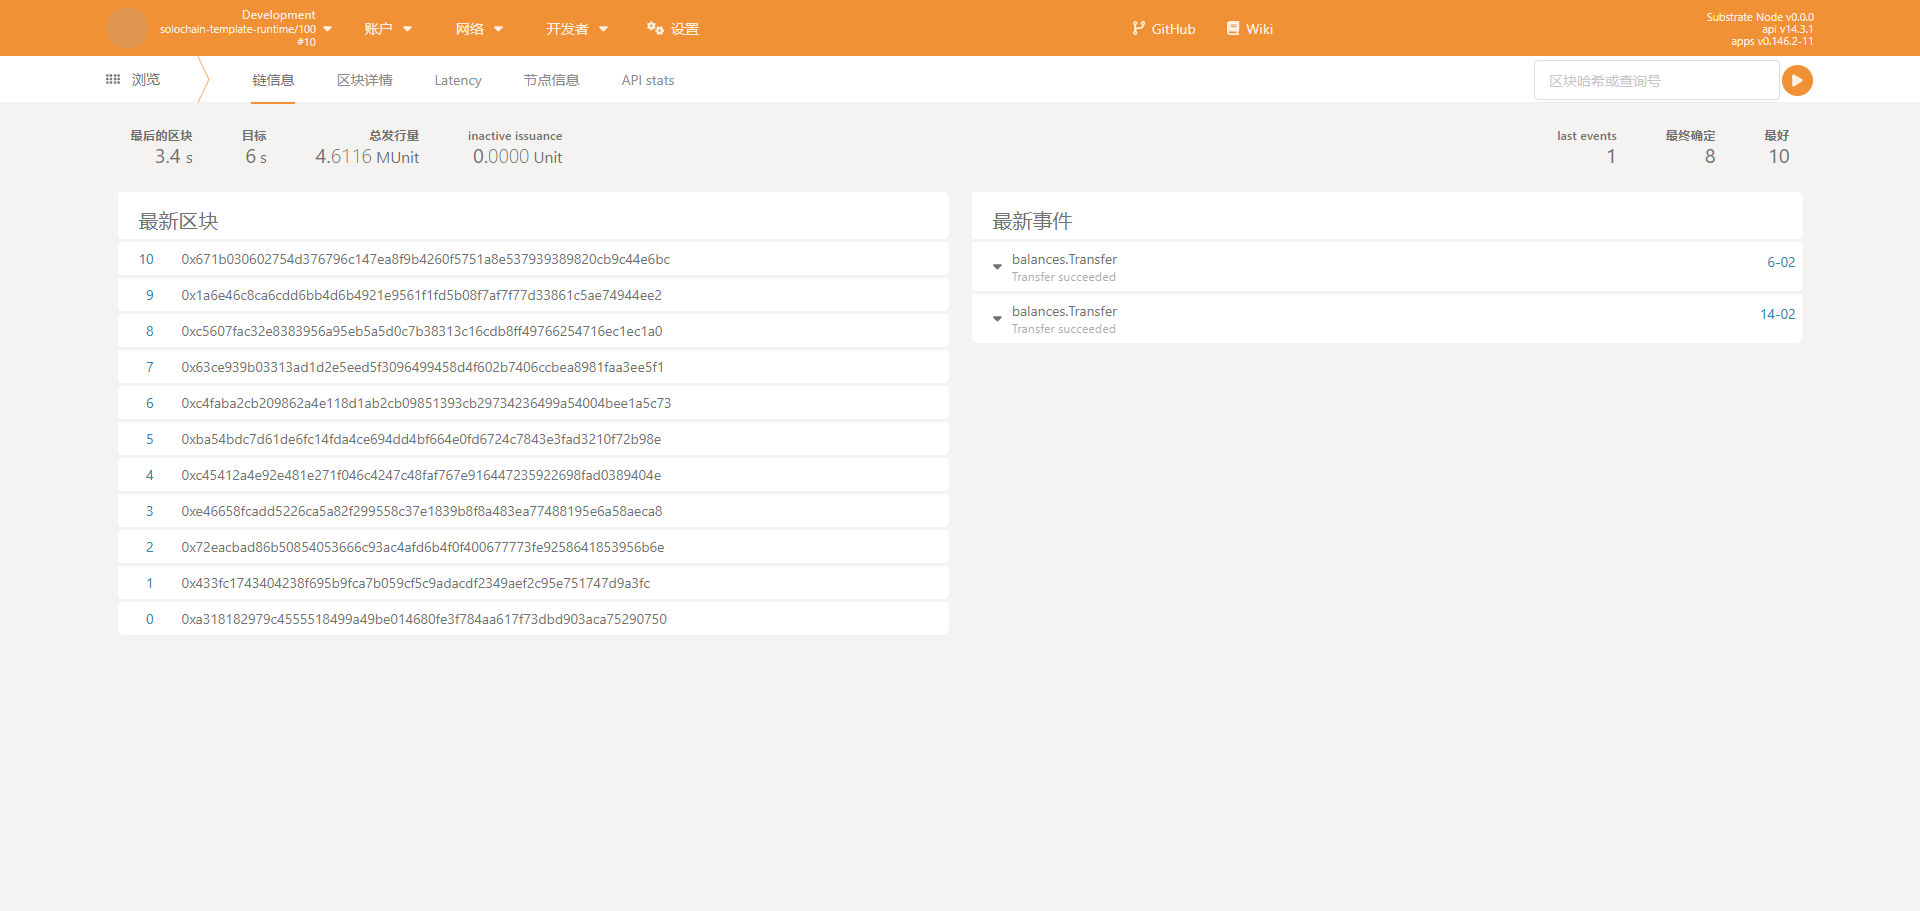 Development
solochain-template-runtime/100
#10
账户
网络
开发者
设置
GitHub
Wiki
Substrate Node v0.0.0
api v14.3.1
apps v0.146.2-11
浏览
链信息
区块详情
Latency
节点信息
API stats
区块哈希或查询号
最后的区块
3.4 s
目标
6 s
总发行量
4.6116 MUnit
inactive issuance
0.0000 Unit
last events
1
最终确定
8
最好
10
最新区块
10 0x671b030602754d376796c147ea8f9b4260f5751a8e537939389820cb9c44e6bc
9 0x1a6e46c8ca6cdd6bb4d6b4921e9561f1fd5b08f7af7f77d33861c5ae74944ee2
8 0xc5607fac32e8383956a95eb5a5d0c7b38313c16cdb8ff49766254716ec1ec1a0
7 0x63ce939b03313ad1d2e5eed5f3096499458d4f602b7406ccbea8981faa3ee5f1
6 0xc4faba2cb209862a4e118d1ab2cb09851393cb29734236499a54004bee1a5c73
5 0xba54bdc7d61de6fc14fda4ce694dd4bf664e0fd6724c7843e3fad3210f72b98e
4 0xc45412a4e92e481e271f046c4247c48faf767e916447235922698fad0389404e
3 0xe46658fcadd5226ca5a82f299558c37e1839b8f8a483ea77488195e6a58aeca8
2 0x72eacbad86b50854053666c93ac4afd6b4f0f400677773fe9258641853956b6e
1 0x433fc1743404238f695b9fca7b059cf5c9adacdf2349aef2c95e751747d9a3fc
0 0xa318182979c4555518499a49be014680fe3f784aa617f73dbd903aca75290750
最新事件
balances.Transfer 6-02
Transfer succeeded
balances.Transfer 14-02
Transfer succeeded